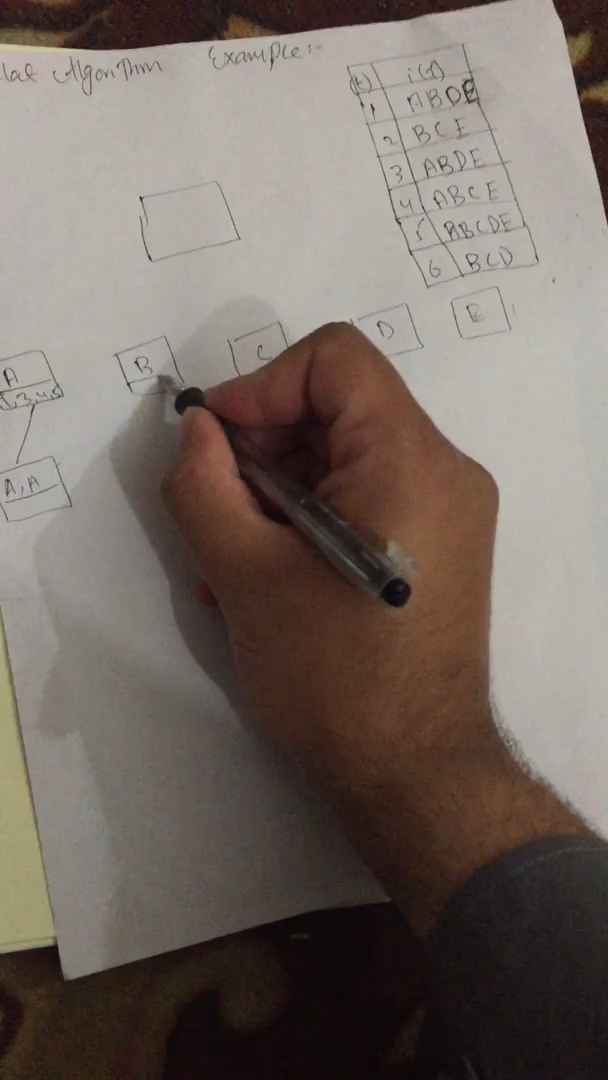 Algorithm Example:-
(t) i(t)
1 ABDE
2 BCE
3 ABDE
4 ABCE
5 ABCDE
6 BCD
A B C D E
A,A